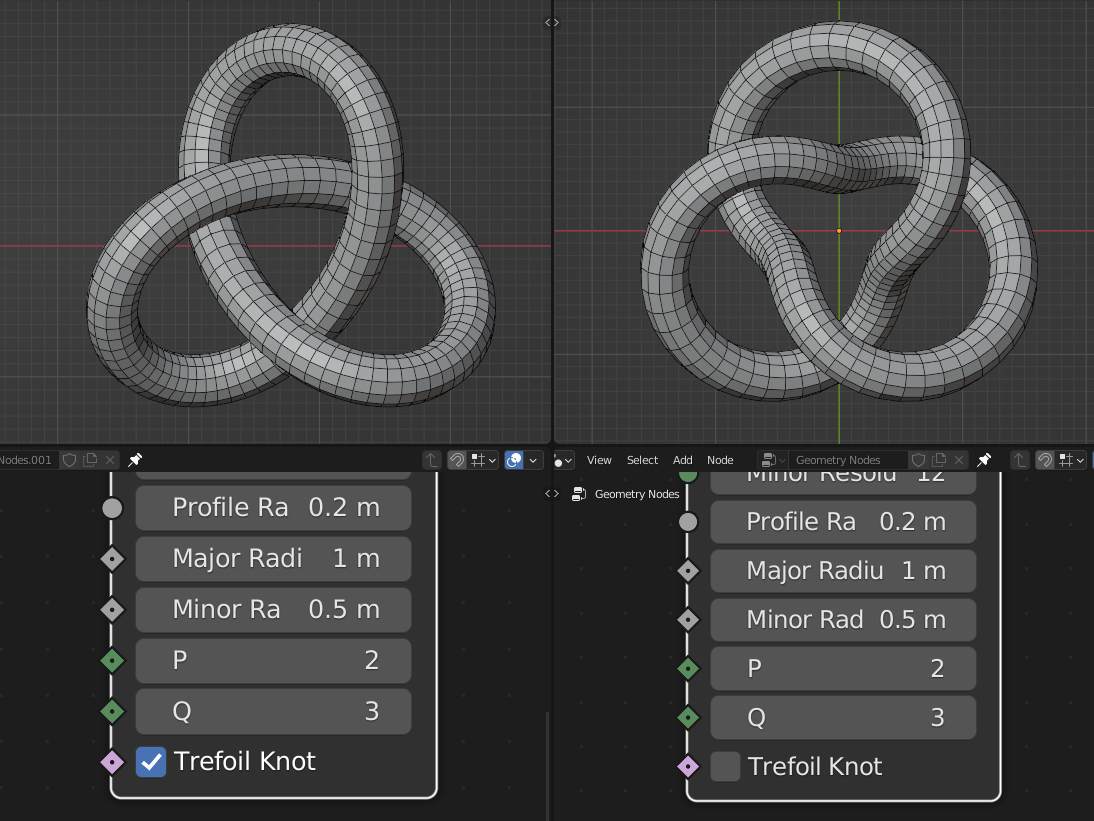 Nodes.001
Profile Ra 0.2 m
Major Radi 1 m
Minor Ra 0.5 m
P 2
Q 3
Trefoil Knot
View Select Add Node Geometry Nodes
Geometry Nodes
Minor Resolu 12
Profile Ra 0.2 m
Major Radiu 1 m
Minor Rad 0.5 m
P 2
Q 3
Trefoil Knot